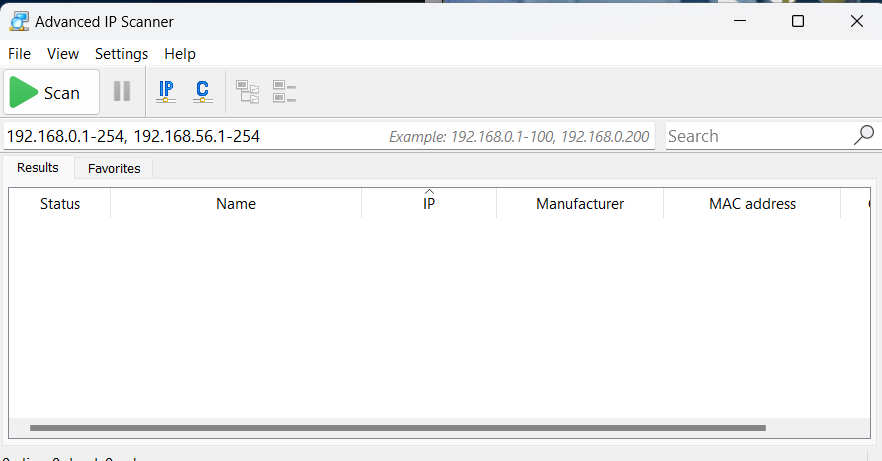 Advanced IP Scanner
File View Settings Help
Scan IP C
192.168.0.1-254, 192.168.56.1-254 Example: 192.168.0.1-100, 192.168.0.200 Search
Results Favorites
Status Name IP Manufacturer MAC address